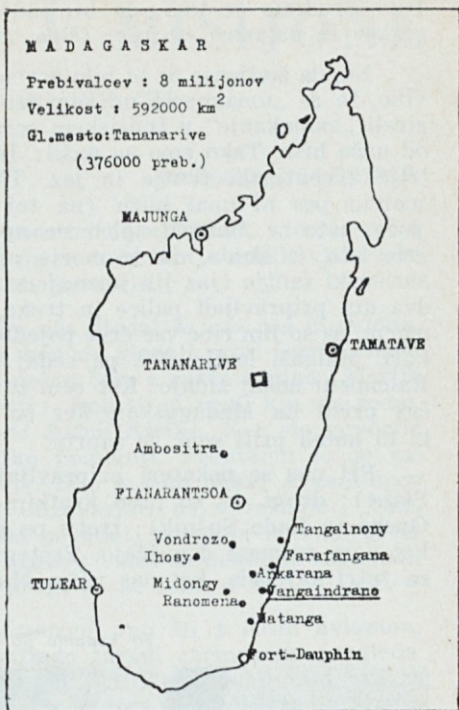 MADAGASKAR
Prebivalcev: 8 milijonov
Velikost: 592000 km²
Gl.mesto: Tananarive
(376000 preb.)
MAJUNGA
TAMATAVE
TANANARIVE
Ambositra
FIANARANTSOA
Tangainony
Vondrozo
Farafangana
Ihosy
Ankarana
TULEAR
Midongy
Vangaindrano
Ranomena
Matanga
Fort-Dauphin